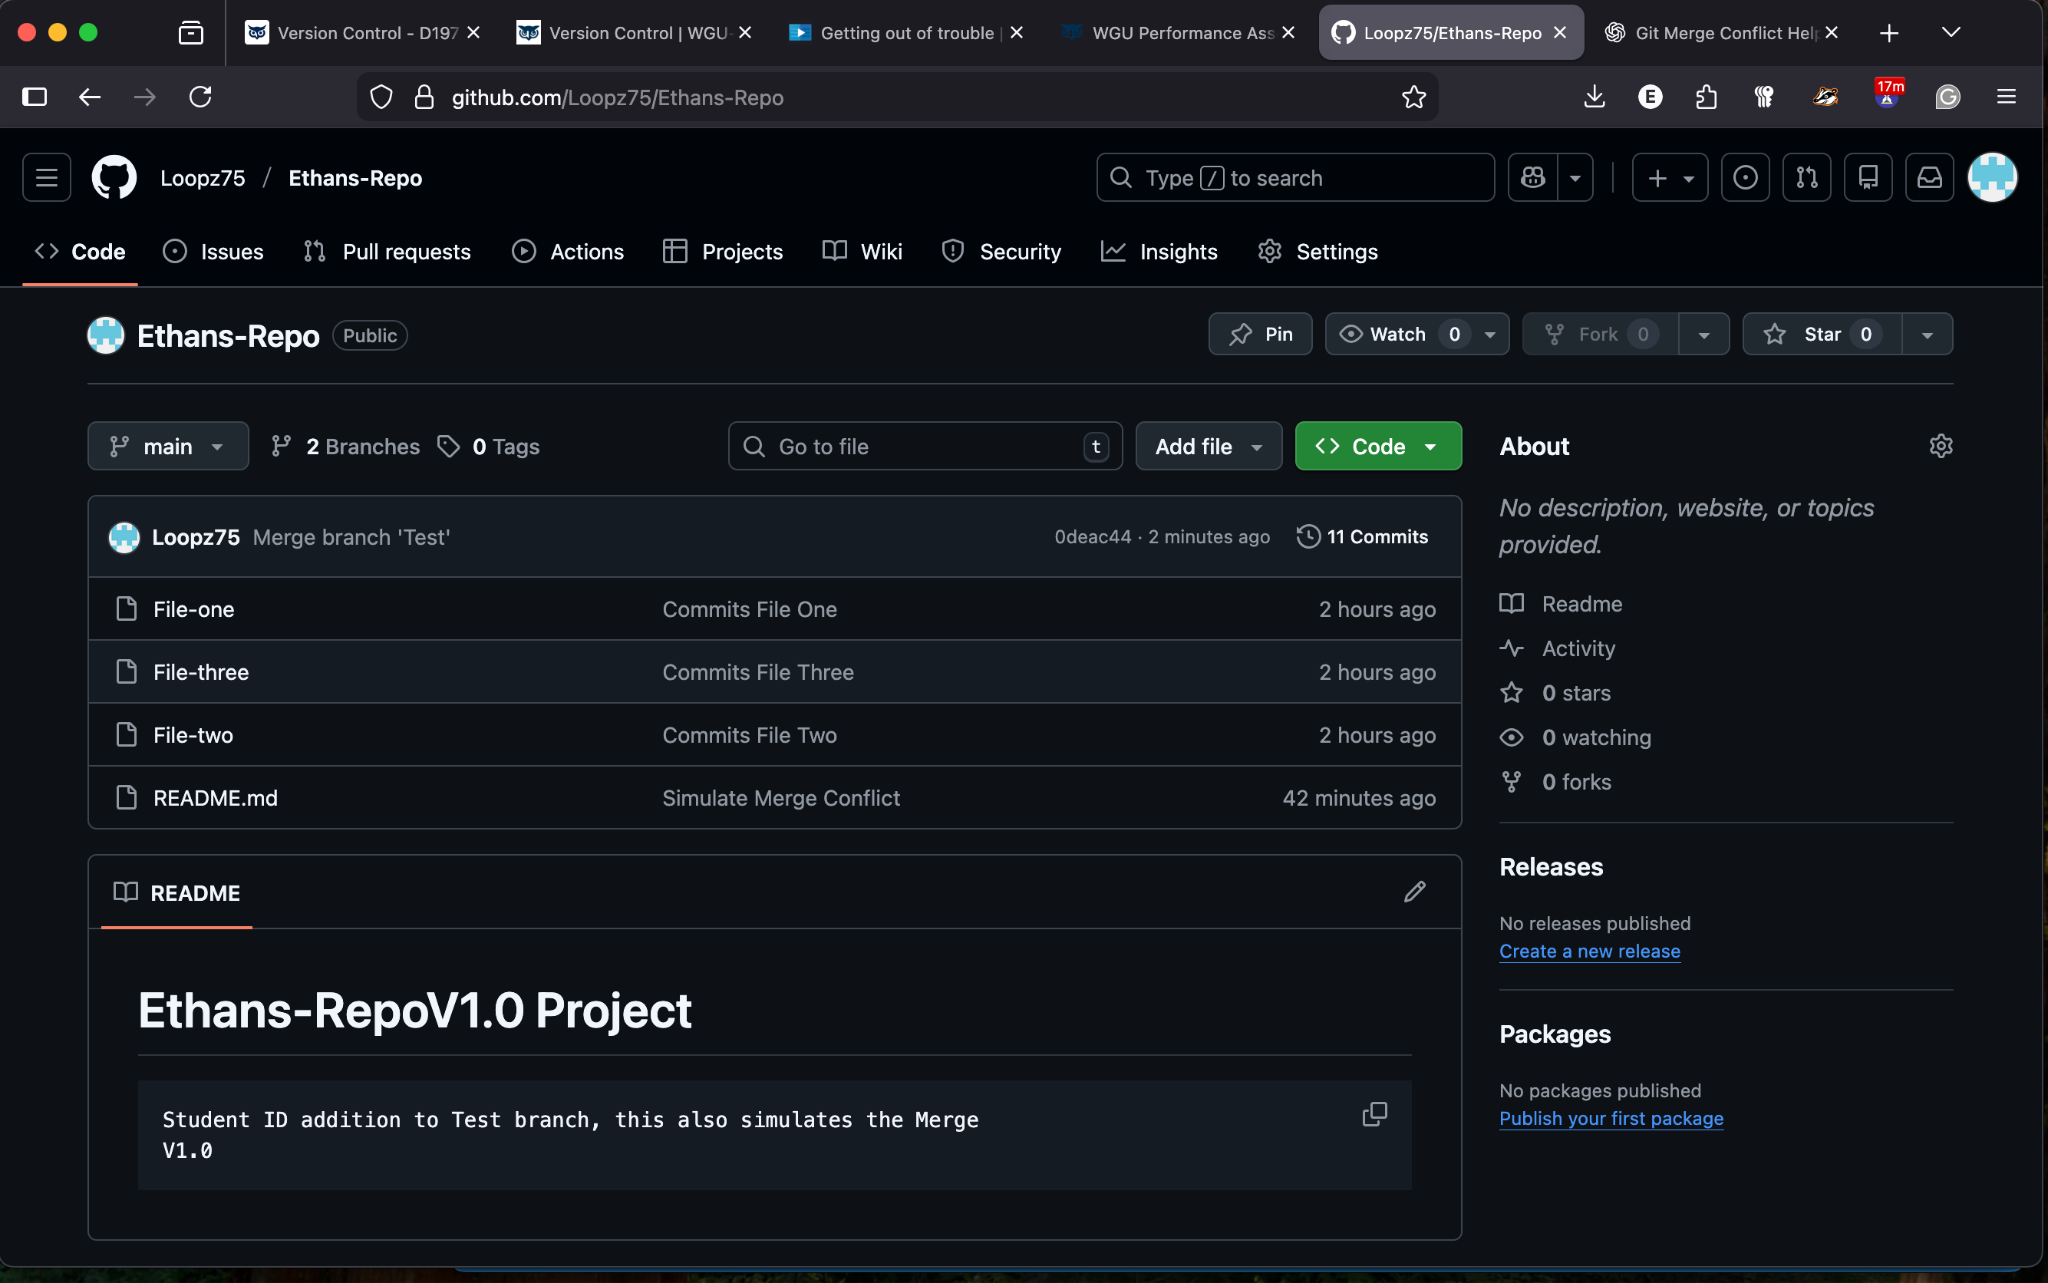 Version Control - D197
Version Control | WGU
Getting out of trouble |
WGU Performance Ass
Loopz75/Ethans-Repo
Git Merge Conflict Hel
github.com/Loopz75/Ethans-Repo
E
17m
G
Loopz75 / Ethans-Repo
Type / to search
Code
Issues
Pull requests
Actions
Projects
Wiki
Security
Insights
Settings
Ethans-Repo
Public
Pin
Watch 0
Fork 0
Star 0
main
2 Branches
0 Tags
Go to file
t
Add file
Code
Loopz75 Merge branch 'Test'
0deac44 · 2 minutes ago
11 Commits
File-one
Commits File One
2 hours ago
File-three
Commits File Three
2 hours ago
File-two
Commits File Two
2 hours ago
README.md
Simulate Merge Conflict
42 minutes ago
README
Ethans-RepoV1.0 Project
Student ID addition to Test branch, this also simulates the Merge
V1.0
About
No description, website, or topics
provided.
Readme
Activity
0 stars
0 watching
0 forks
Releases
No releases published
Create a new release
Packages
No packages published
Publish your first package